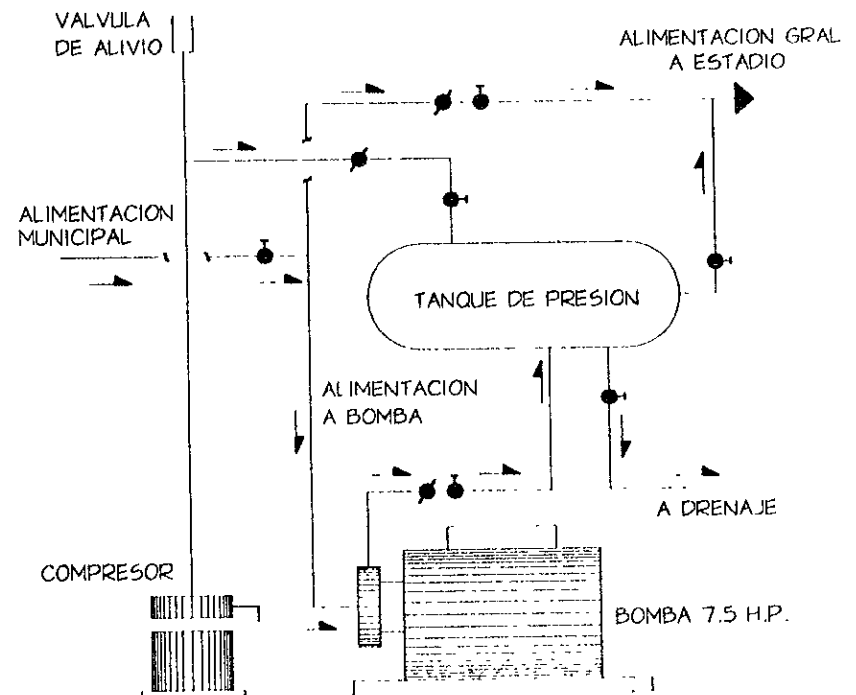 VALVULA
DE ALIVIO
ALIMENTACION GRAL
A ESTADIO
ALIMENTACION
MUNICIPAL
TANQUE DE PRESION
ALIMENTACION
A BOMBA
A DRENAJE
COMPRESOR
BOMBA 7.5 H.P.